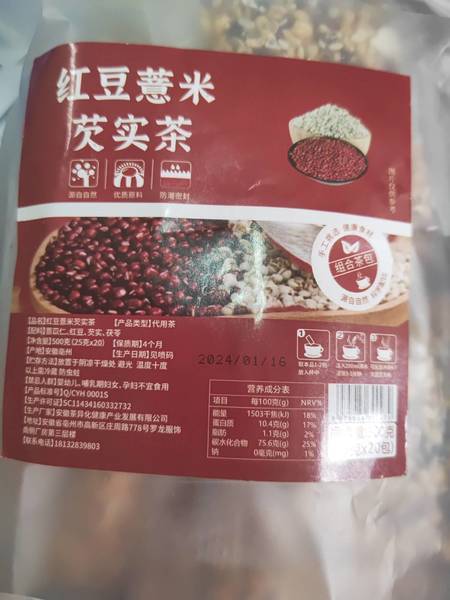 红豆薏米
芡实茶
源自自然 优质原料 防潮密封
图片仅供参考
手工优选 健康食材
组合茶包
源自自然
【品名】红豆薏米芡实茶 【产品类型】代用茶
【配料】薏苡仁、红豆、芡实、茯苓
【净含量】500克(25克x20) 【保质期】4个月
【产地】安徽亳州 【生产日期】见喷码
2024/01/16
【贮存方法】放置于阴凉干燥处 避光 温度十度
以上需冷藏 防虫蛀
【禁忌人群】婴幼儿、哺乳期妇女、孕妇不宜食用
【产品标准号】Q/CYH 0001S
【生产许可证】SC11434160332732
【生产厂家】安徽茶异化健康产业发展有限公司
【地址】安徽省亳州市高新区庄周路778号罗龙服饰
南侧厂房第三层楼
【联系电话】18132839803
1 2 3
营养成分表
项目 每100克(g) NRV%
能量 1503千焦(kJ) 18%
蛋白质 10.4克(g) 17%
脂肪 1.1克(g) 2%
碳水化合物 75.6克(g) 25%
钠 0毫克(mg) 1%